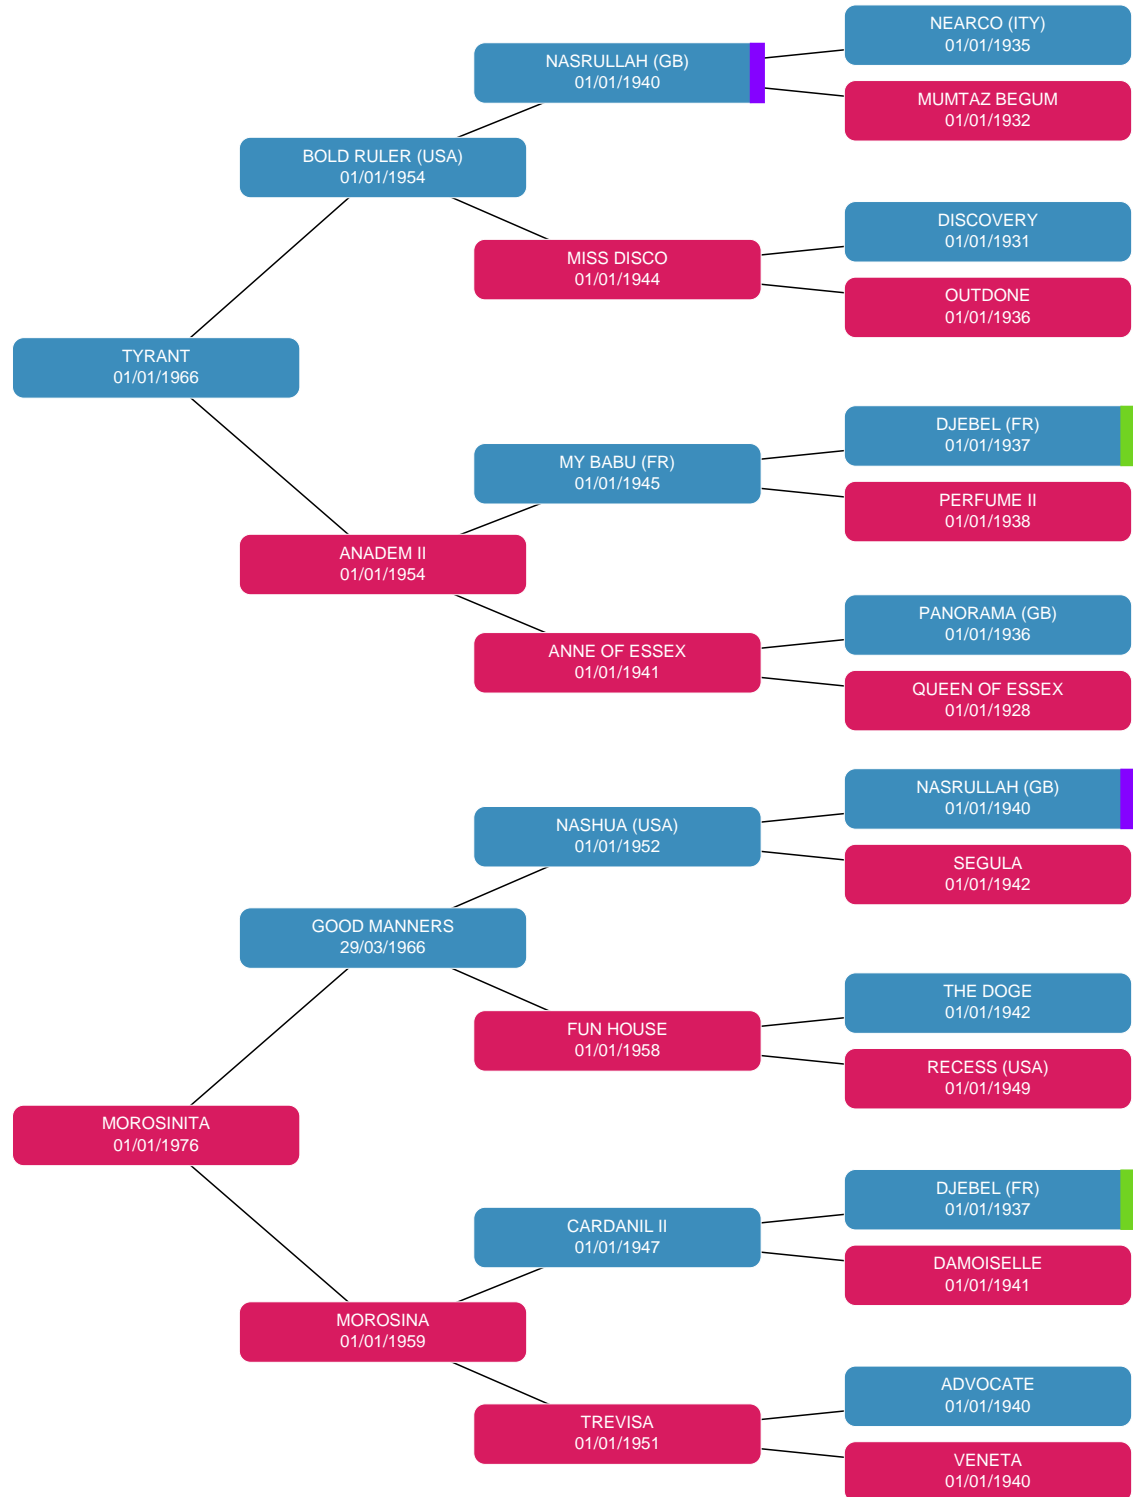 NEARCO (ITY)
01/01/1935
NASRULLAH (GB)
01/01/1940
MUMTAZ BEGUM
01/01/1932
BOLD RULER (USA)
01/01/1954
DISCOVERY
01/01/1931
MISS DISCO
01/01/1944
OUTDONE
01/01/1936
TYRANT
01/01/1966
DJEBEL (FR)
01/01/1937
MY BABU (FR)
01/01/1945
PERFUME II
01/01/1938
ANADEM II
01/01/1954
PANORAMA (GB)
01/01/1936
ANNE OF ESSEX
01/01/1941
QUEEN OF ESSEX
01/01/1928
NASRULLAH (GB)
01/01/1940
NASHUA (USA)
01/01/1952
SEGULA
01/01/1942
GOOD MANNERS
29/03/1966
THE DOGE
01/01/1942
FUN HOUSE
01/01/1958
RECESS (USA)
01/01/1949
MOROSINITA
01/01/1976
DJEBEL (FR)
01/01/1937
CARDANIL II
01/01/1947
DAMOISELLE
01/01/1941
MOROSINA
01/01/1959
ADVOCATE
01/01/1940
TREVISA
01/01/1951
VENETA
01/01/1940